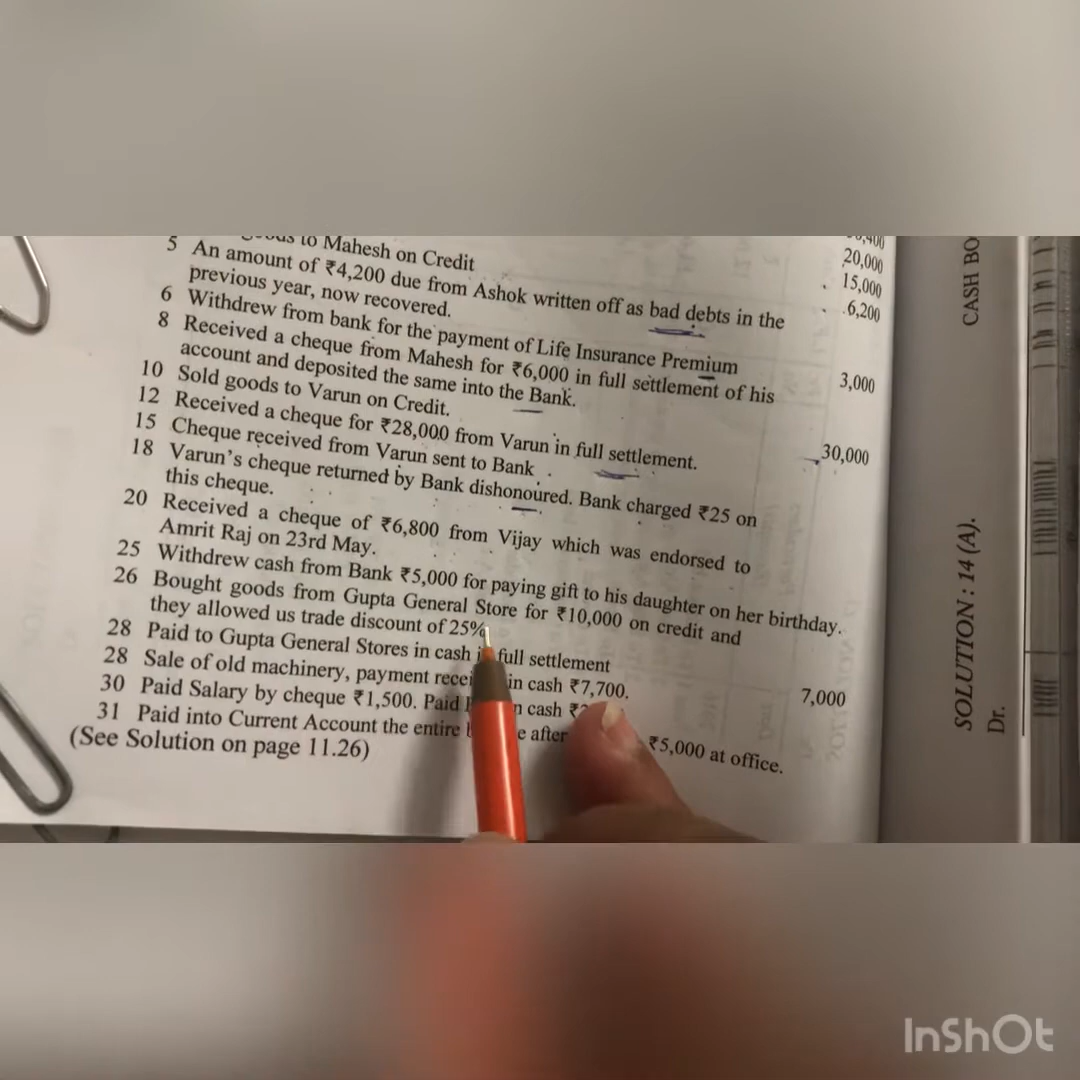 to Mahesh on Credit
20,000
5 An amount of ₹4,200 due from Ashok written off as bad debts in the
15,000
previous year, now recovered.
6,200
6 Withdrew from bank for the payment of Life Insurance Premium
8 Received a cheque from Mahesh for ₹6,000 in full settlement of his
3,000
account and deposited the same into the Bank.
10 Sold goods to Varun on Credit.
12 Received a cheque for ₹28,000 from Varun in full settlement.
30,000
15 Cheque received from Varun sent to Bank
18 Varun's cheque returned by Bank dishonoured. Bank charged ₹25 on
this cheque.
20 Received a cheque of ₹6,800 from Vijay which was endorsed to
Amrit Raj on 23rd May.
25 Withdrew cash from Bank ₹5,000 for paying gift to his daughter on her birthday.
26 Bought goods from Gupta General Store for ₹10,000 on credit and
they allowed us trade discount of 25%
28 Paid to Gupta General Stores in cash full settlement
7,000
28 Sale of old machinery, payment in cash ₹7,700.
30 Paid Salary by cheque ₹1,500. Paid cash
31 Paid into Current Account the entire after ₹5,000 at office.
(See Solution on page 11.26)
CASH BO
SOLUTION : 14 (A).
Dr.
InShOt